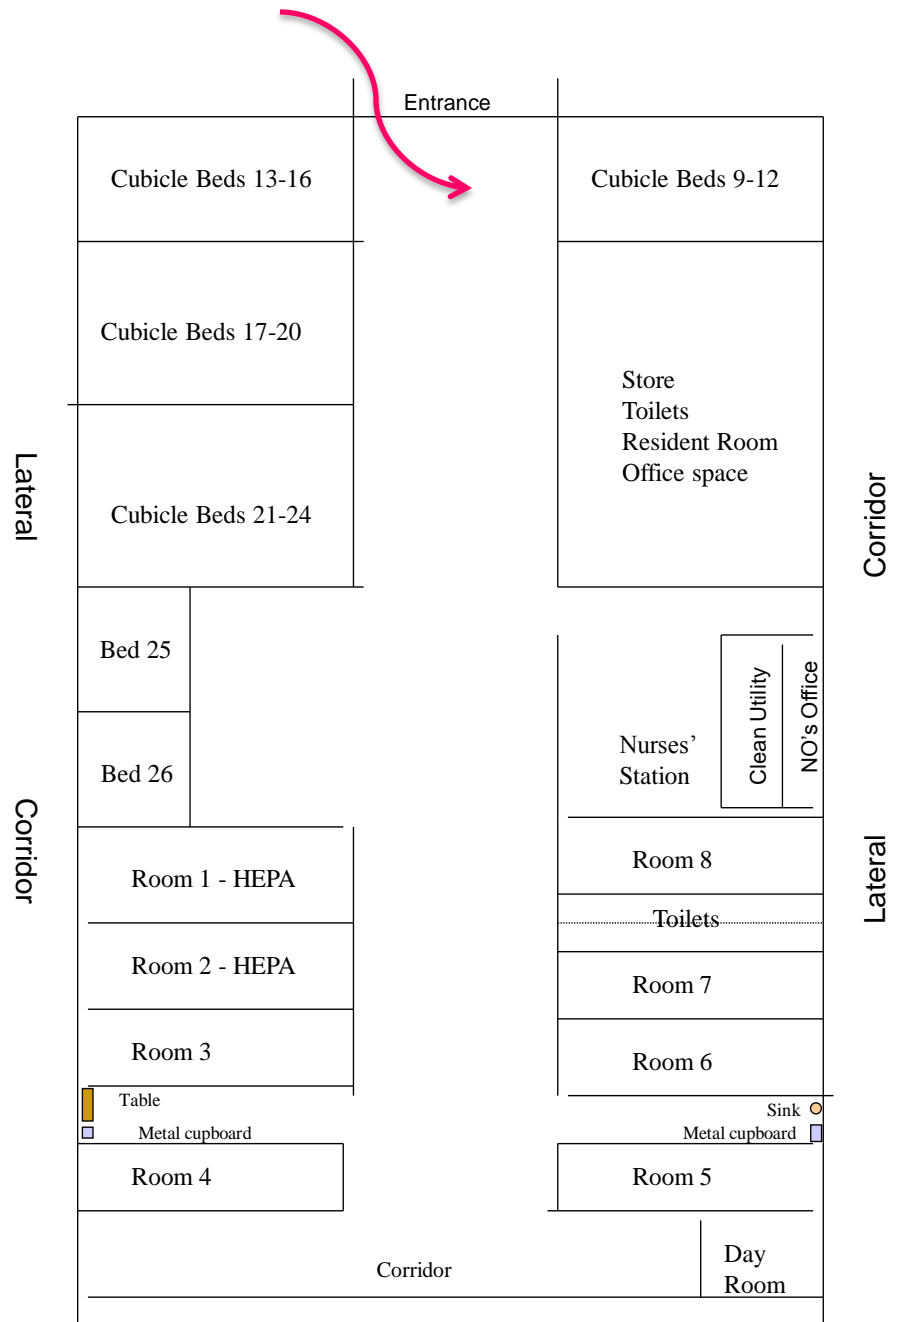 Entrance
Cubicle Beds 13-16
Cubicle Beds 9-12
Cubicle Beds 17-20
Store
Toilets
Resident Room
Office space
Lateral
Corridor
Cubicle Beds 21-24
Bed 25
Clean Utility
NO's Office
Nurses’
Station
Bed 26
Corridor
Lateral
Room 8
Room 1 - HEPA
Toilets
Room 2 - HEPA
Room 7
Room 3
Room 6
Table
Sink
Metal cupboard
Metal cupboard
Room 4
Room 5
Corridor
Day
Room